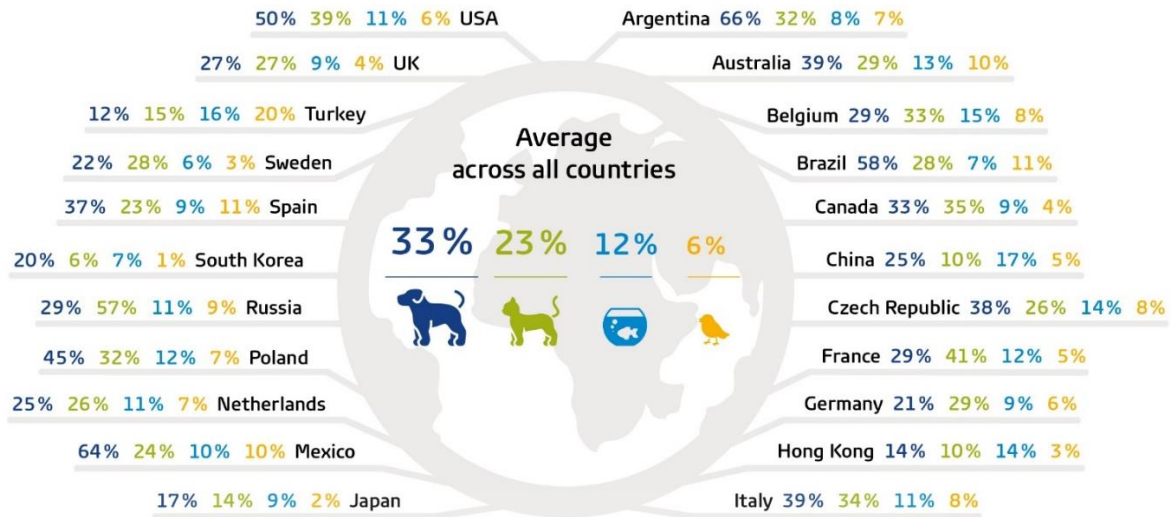 50% 39% 11% 6% USA
27% 27% 9% 4% UK
12% 15% 16% 20% Turkey
22% 28% 6% 3% Sweden
37% 23% 9% 11% Spain
20% 6% 7% 1% South Korea
29% 57% 11% 9% Russia
45% 32% 12% 7% Poland
25% 26% 11% 7% Netherlands
64% 24% 10% 10% Mexico
17% 14% 9% 2% Japan
Average
across all countries
33% 23% 12% 6%
Argentina 66% 32% 8% 7%
Australia 39% 29% 13% 10%
Belgium 29% 33% 15% 8%
Brazil 58% 28% 7% 11%
Canada 33% 35% 9% 4%
China 25% 10% 17% 5%
Czech Republic 38% 26% 14% 8%
France 29% 41% 12% 5%
Germany 21% 29% 9% 6%
Hong Kong 14% 10% 14% 3%
Italy 39% 34% 11% 8%